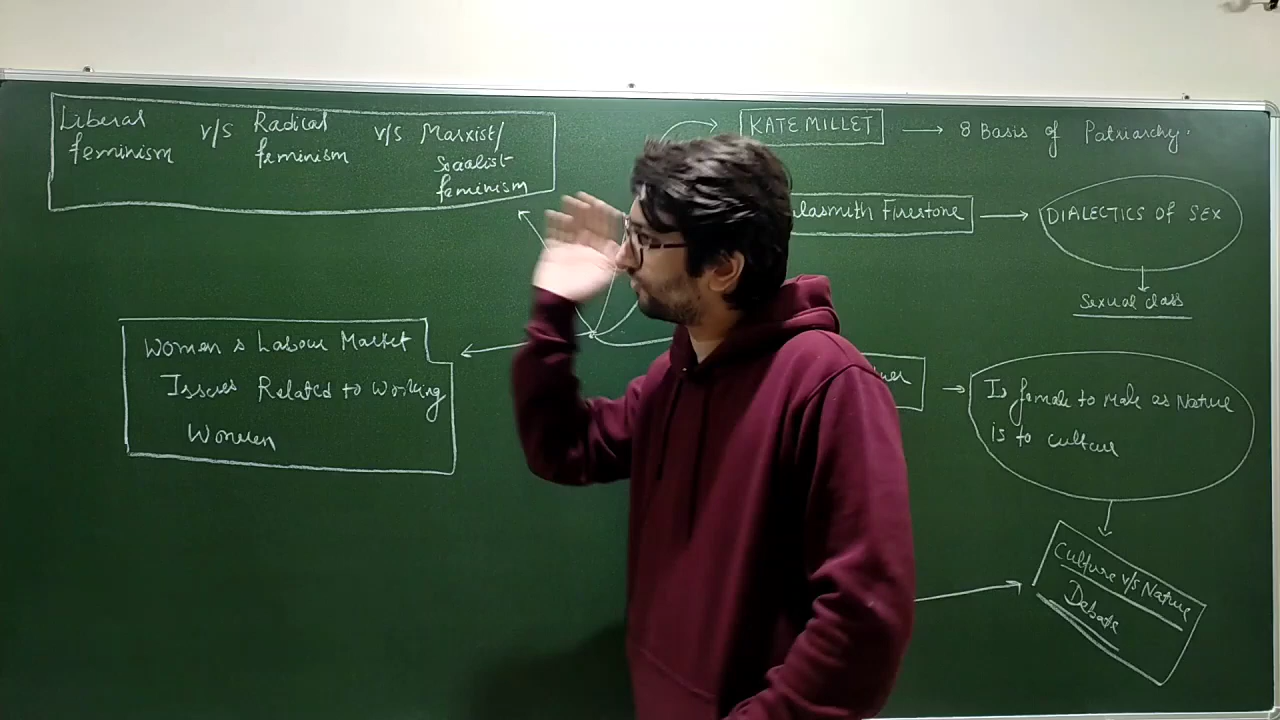 Liberal feminism v/s Radical feminism v/s Marxist/ Socialist feminism
KATE MILLET
8 Basis of Patriarchy.
lasmith Firestone
DIALECTICS OF SEX
Sexual class
Women & Labour Market
Issues Related to Working
Women
Is female to male as Nature
is to culture
Culture v/s Nature
Debate